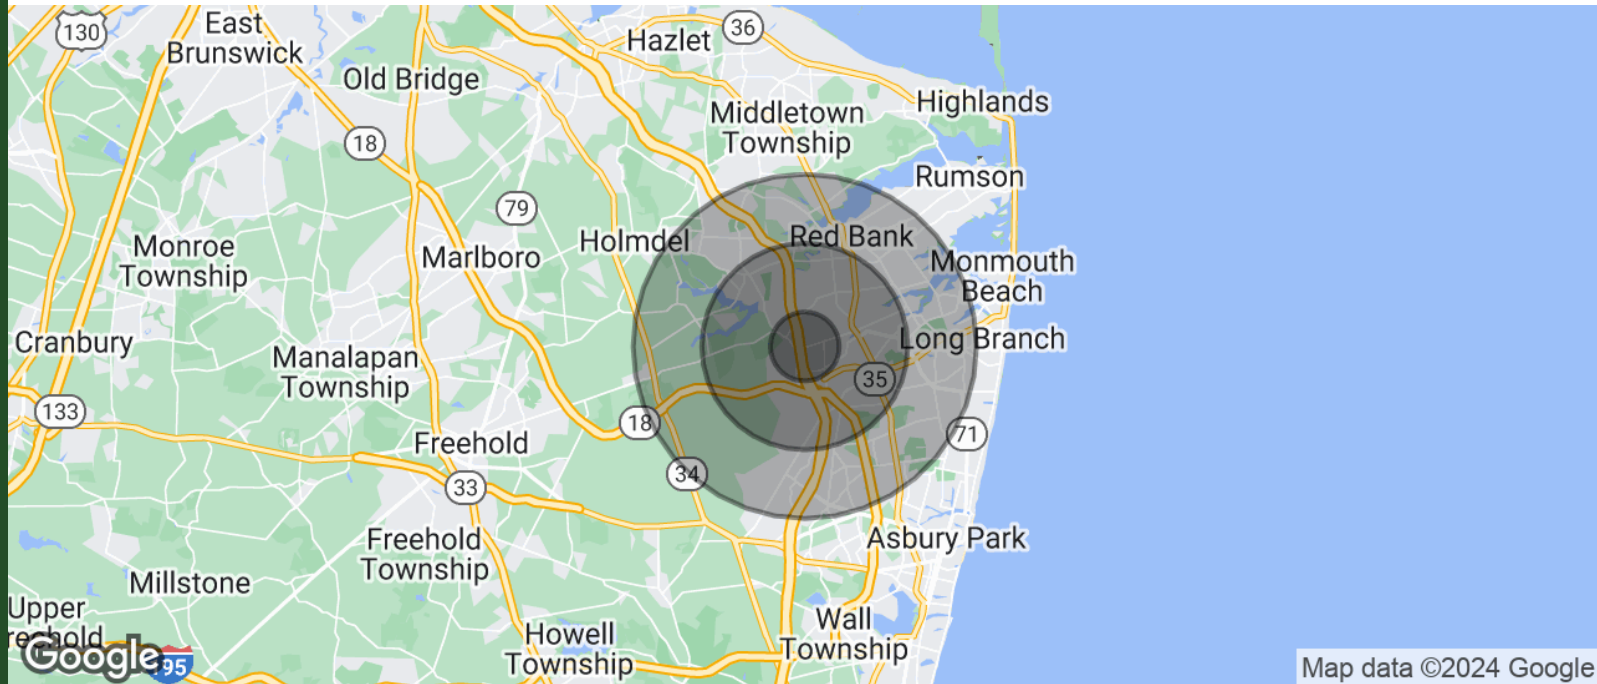 130
East
Brunswick
Hazlet
36
Old Bridge
Highlands
Middletown
Township
18
Rumson
79
Monroe
Township
Marlboro
Holmdel
Red Bank
Monmouth
Beach
Cranbury
Manalapan
Township
Long Branch
35
133
18
71
Freehold
34
33
Freehold
Township
Asbury Park
Millstone
Upper
reehold
Howell
Township
Wall
Township
Google
195
Map data ©2024 Google